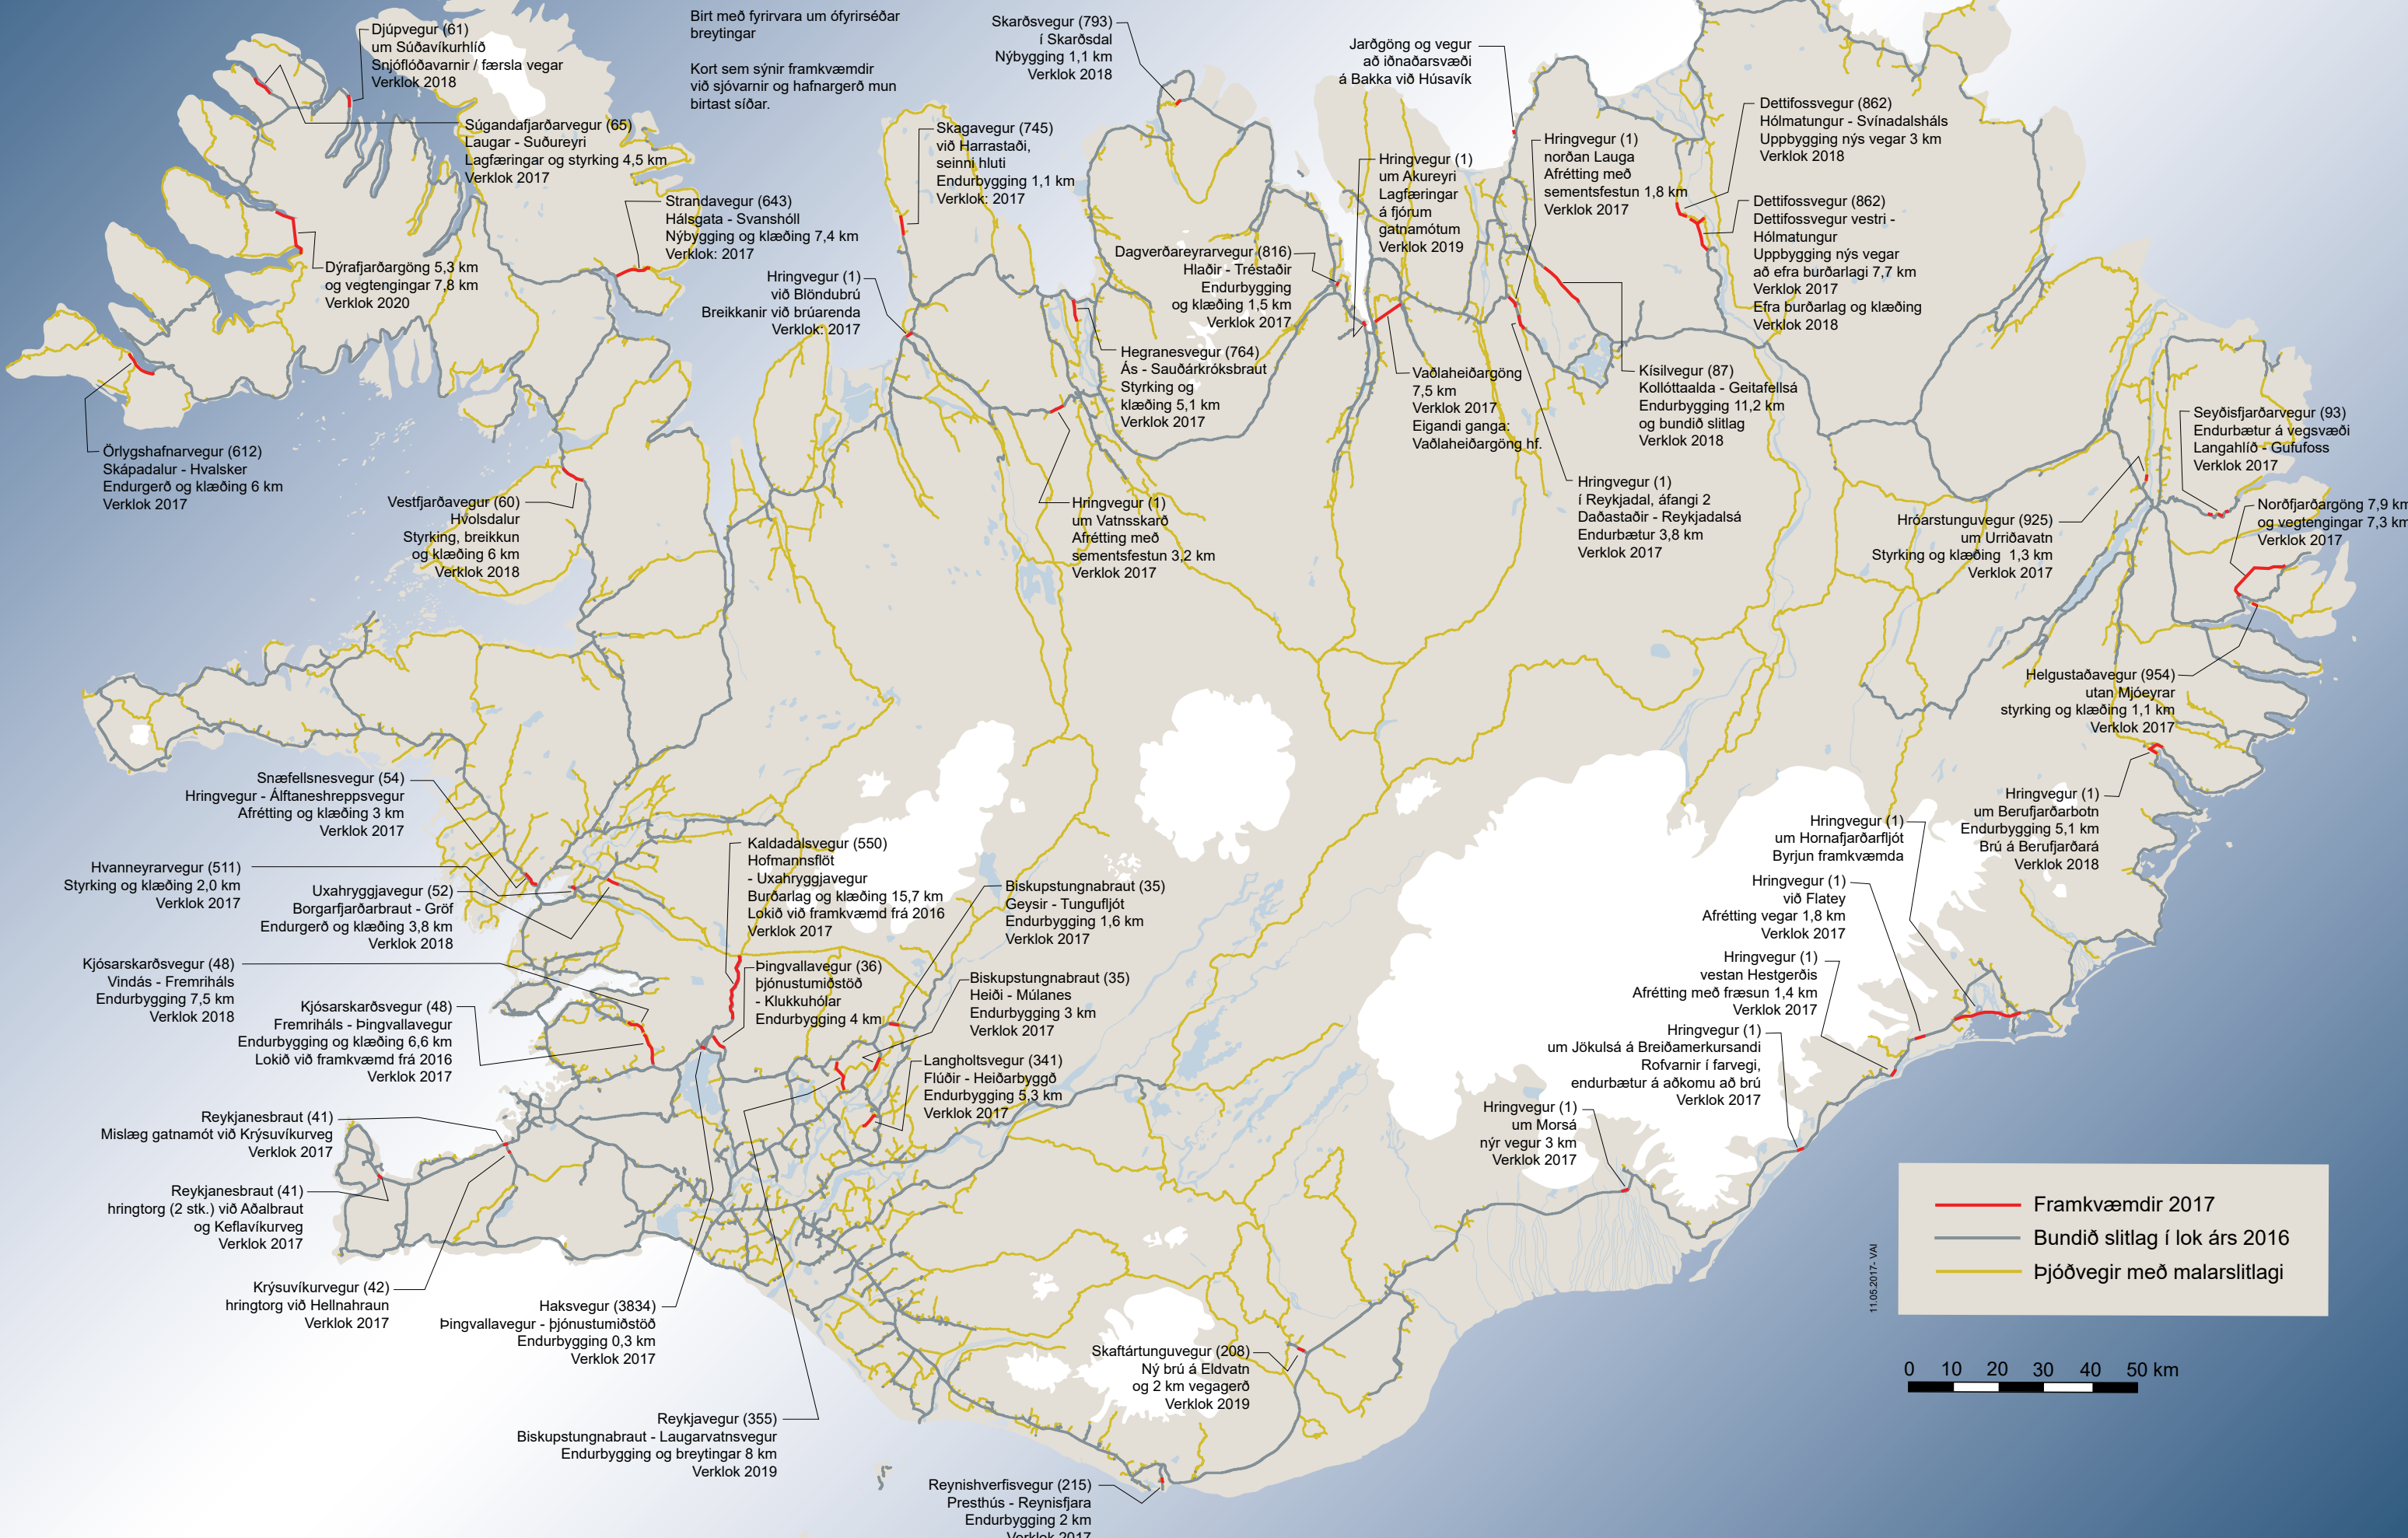 Birt með fyrirvara um ófyrirséðar
breytingar
Kort sem sýnir framkvæmdir
við sjóvarnir og hafnargerð mun
birtast síðar.
Djúpvegur (61)
um Súðavíkurhlíð
Snjóflóðavarnir / færsla vegar
Verklok 2018
Súgandafjarðarvegur (65)
Laugar - Suðureyri
Lagfæringar og styrking 4,5 km
Verklok 2017
Strandavegur (643)
Hálsgata - Svanshóll
Nýbygging og klæðing 7,4 km
Verklok: 2017
Dýrafjarðargöng 5,3 km
og vegtengingar 7,8 km
Verklok 2020
Örlygshafnarvegur (612)
Skápadalur - Hvalsker
Endurgerð og klæðing 6 km
Verklok 2017
Vestfjarðavegur (60)
Hvolsdalur
Styrking, breikkun
og klæðing 6 km
Verklok 2018
Hringvegur (1)
við Blöndubrú
Breikkanir við brúarenda
Verklok: 2017
Skagavegur (745)
við Harrastaði,
seinni hluti
Endurbygging 1,1 km
Verklok: 2017
Skarðsvegur (793)
í Skarðsdal
Nýbygging 1,1 km
Verklok 2018
Jarðgöng og vegur
að iðnaðarsvæði
á Bakka við Húsavík
Hringvegur (1)
um Akureyri
Lagfæringar
á fjórum
gatnamótum
Verklok 2019
Hringvegur (1)
norðan Lauga
Afrétting með
sementsfestun 1,8 km
Verklok 2017
Dettifossvegur (862)
Hólmatungur - Svínadalsháls
Uppbygging nýs vegar 3 km
Verklok 2018
Dettifossvegur (862)
Dettifossvegur vestri -
Hólmatungur
Uppbygging nýs vegar
að efra burðarlagi 7,7 km
Verklok 2017
Efra burðarlag og klæðing
Verklok 2018
Dagverðareyrarvegur (816)
Hlaðir - Tréstaðir
Endurbygging
og klæðing 1,5 km
Verklok 2017
Hegranesvegur (764)
Ás - Sauðárkróksbraut
Styrking og
klæðing 5,1 km
Verklok 2017
Vaðlaheiðargöng
7,5 km
Verklok 2017
Eigandi ganga:
Vaðlaheiðargöng hf.
Kísilvegur (87)
Kollóttaalda - Geitafellsá
Endurbygging 11,2 km
og bundið slitlag
Verklok 2018
Hringvegur (1)
um Vatnsskarð
Afrétting með
sementsfestun 3,2 km
Verklok 2017
Hringvegur (1)
í Reykjadal, áfangi 2
Daðastaðir - Reykjadalsá
Endurbætur 3,8 km
Verklok 2017
Seyðisfjarðarvegur (93)
Endurbætur á vegsvæði
Langahlíð - Gufufoss
Verklok 2017
Hróarstunguvegur (925)
um Urriðavatn
Styrking og klæðing 1,3 km
Verklok 2017
Norðfjarðargöng 7,9 km
og vegtengingar 7,3 km
Verklok 2017
Helgustaðavegur (954)
utan Mjóeyrar
styrking og klæðing 1,1 km
Verklok 2017
Hringvegur (1)
um Berufjarðarbotn
Endurbygging 5,1 km
Brú á Berufjarðará
Verklok 2018
Hringvegur (1)
um Hornafjarðarfljót
Byrjun framkvæmda
Hringvegur (1)
við Flatey
Afrétting vegar 1,8 km
Verklok 2017
Hringvegur (1)
vestan Hestgerðis
Afrétting með fræsun 1,4 km
Verklok 2017
Hringvegur (1)
um Jökulsá á Breiðamerkursandi
Rofvarnir í farvegi,
endurbætur á aðkomu að brú
Verklok 2017
Hringvegur (1)
um Morsá
nýr vegur 3 km
Verklok 2017
Snæfellsnesvegur (54)
Hringvegur - Álftaneshreppsvegur
Afrétting og klæðing 3 km
Verklok 2017
Hvanneyrarvegur (511)
Styrking og klæðing 2,0 km
Verklok 2017
Uxahryggjavegur (52)
Borgarfjarðarbraut - Gröf
Endurgerð og klæðing 3,8 km
Verklok 2018
Kjósarskarðsvegur (48)
Vindás - Fremriháls
Endurbygging 7,5 km
Verklok 2018
Kjósarskarðsvegur (48)
Fremriháls - Þingvallavegur
Endurbygging og klæðing 6,6 km
Lokið við framkvæmd frá 2016
Verklok 2017
Kaldadalsvegur (550)
Hofmannsflöt
- Uxahryggjavegur
Burðarlag og klæðing 15,7 km
Lokið við framkvæmd frá 2016
Verklok 2017
Þingvallavegur (36)
þjónustumiðstöð
- Klukkuhólar
Endurbygging 4 km
Biskupstungnabraut (35)
Geysir - Tungufljót
Endurbygging 1,6 km
Verklok 2017
Biskupstungnabraut (35)
Heiði - Múlanes
Endurbygging 3 km
Verklok 2017
Langholtsvegur (341)
Flúðir - Heiðarbyggð
Endurbygging 5,3 km
Verklok 2017
Reykjanesbraut (41)
Mislæg gatnamót við Krýsuvíkurveg
Verklok 2017
Reykjanesbraut (41)
hringtorg (2 stk.) við Aðalbraut
og Keflavíkurveg
Verklok 2017
Krýsuvíkurvegur (42)
hringtorg við Hellnahraun
Verklok 2017
Haksvegur (3834)
Þingvallavegur - þjónustumiðstöð
Endurbygging 0,3 km
Verklok 2017
Reykjavegur (355)
Biskupstungnabraut - Laugarvatnsvegur
Endurbygging og breytingar 8 km
Verklok 2019
Skaftártunguvegur (208)
Ný brú á Eldvatn
og 2 km vegagerð
Verklok 2019
Reynishverfisvegur (215)
Presthús - Reynisfjara
Endurbygging 2 km
Verklok 2017
11.05.2017- VAI
Framkvæmdir 2017
Bundið slitlag í lok árs 2016
Þjóðvegir með malarslitlagi
0 10 20 30 40 50 km